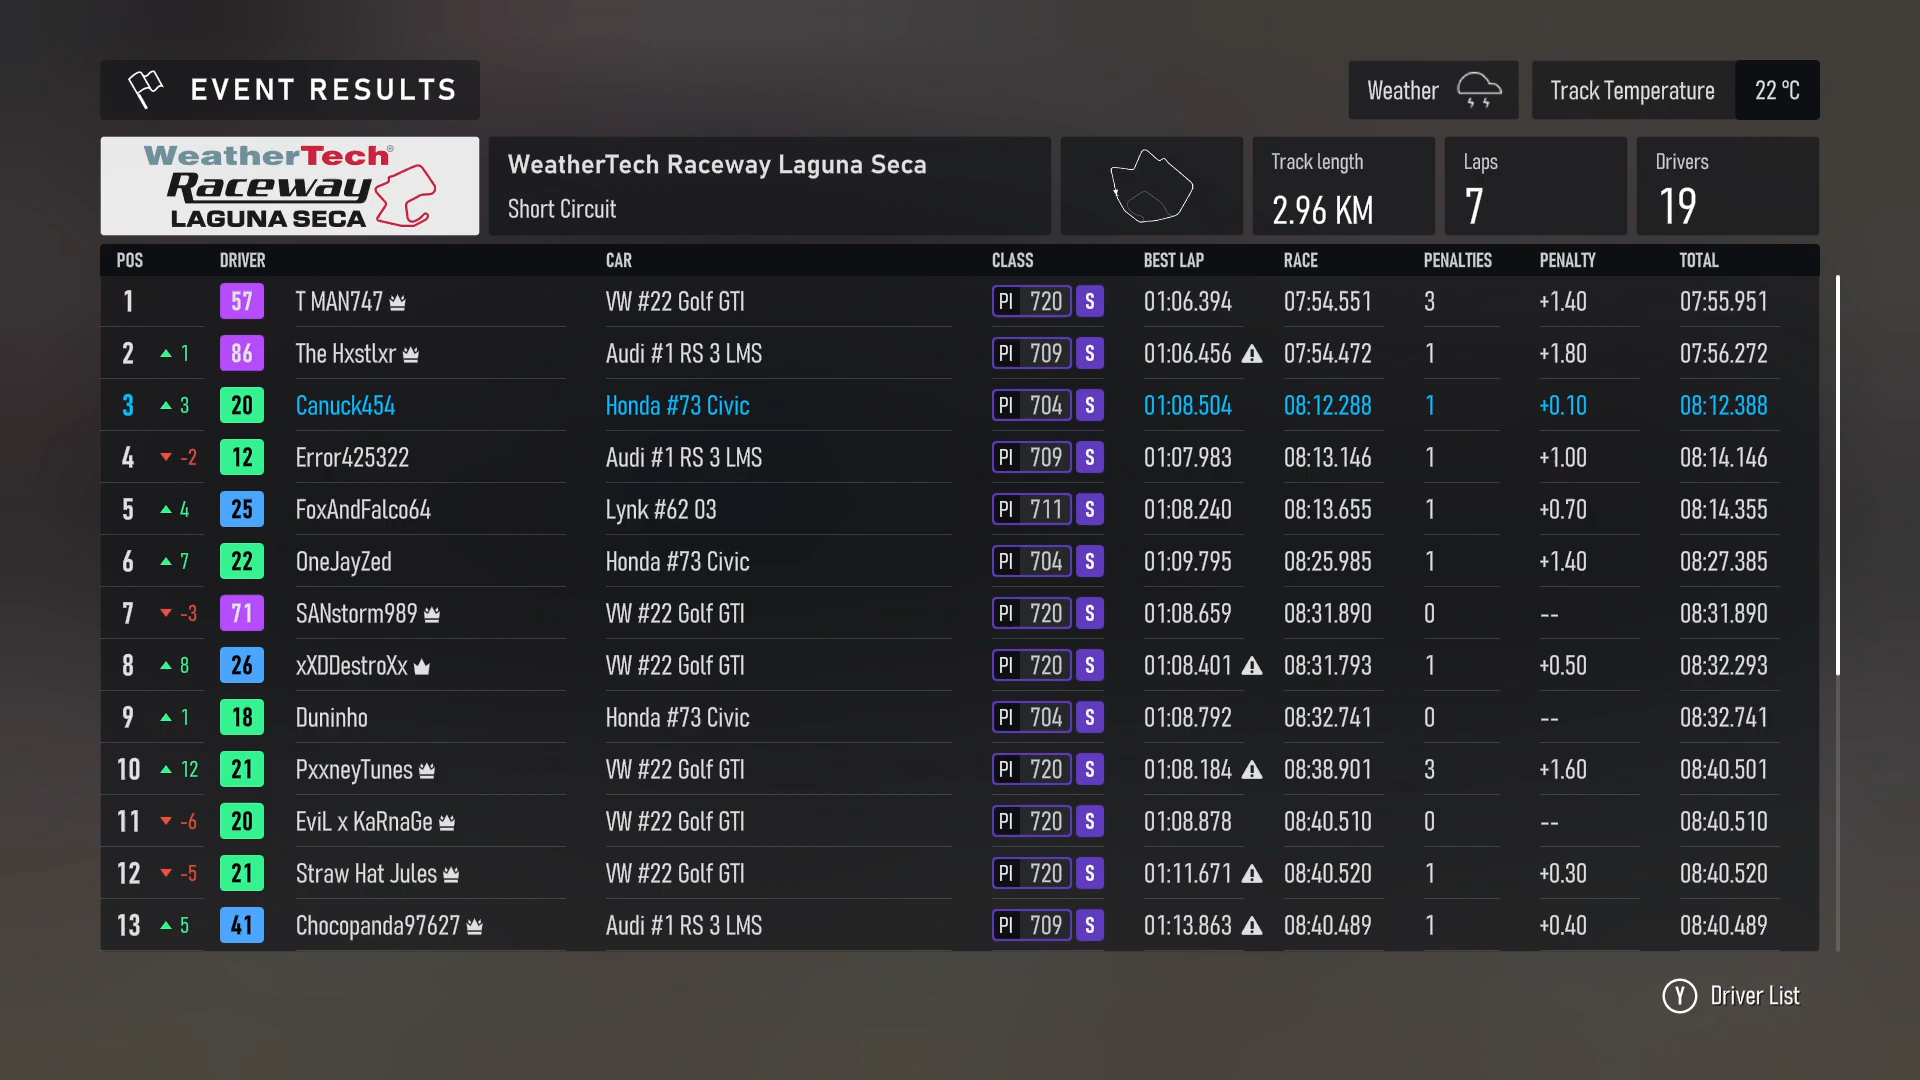 EVENT RESULTS
Weather
Track Temperature 22 °C
WeatherTech®
Raceway
LAGUNA SECA
WeatherTech Raceway Laguna Seca
Short Circuit
Track length
2.96 KM
Laps
7
Drivers
19
POS DRIVER CAR CLASS BEST LAP RACE PENALTIES PENALTY TOTAL
1 57 T MAN747 VW #22 Golf GTI PI 720 S 01:06.394 07:54.551 3 +1.40 07:55.951
2 1 86 The Hxstlxr Audi #1 RS 3 LMS PI 709 S 01:06.456 07:54.472 1 +1.80 07:56.272
3 3 20 Canuck454 Honda #73 Civic PI 704 S 01:08.504 08:12.288 1 +0.10 08:12.388
4 -2 12 Error425322 Audi #1 RS 3 LMS PI 709 S 01:07.983 08:13.146 1 +1.00 08:14.146
5 4 25 FoxAndFalco64 Lynk #62 03 PI 711 S 01:08.240 08:13.655 1 +0.70 08:14.355
6 7 22 OneJayZed Honda #73 Civic PI 704 S 01:09.795 08:25.985 1 +1.40 08:27.385
7 -3 71 SANstorm989 VW #22 Golf GTI PI 720 S 01:08.659 08:31.890 0 -- 08:31.890
8 8 26 xXDDestroXx VW #22 Golf GTI PI 720 S 01:08.401 08:31.793 1 +0.50 08:32.293
9 1 18 Duninho Honda #73 Civic PI 704 S 01:08.792 08:32.741 0 -- 08:32.741
10 12 21 PxxneyTunes VW #22 Golf GTI PI 720 S 01:08.184 08:38.901 3 +1.60 08:40.501
11 -6 20 EviL x KaRnaGe VW #22 Golf GTI PI 720 S 01:08.878 08:40.510 0 -- 08:40.510
12 -5 21 Straw Hat Jules VW #22 Golf GTI PI 720 S 01:11.671 08:40.520 1 +0.30 08:40.520
13 5 41 Chocopanda97627 Audi #1 RS 3 LMS PI 709 S 01:13.863 08:40.489 1 +0.40 08:40.489
Y Driver List